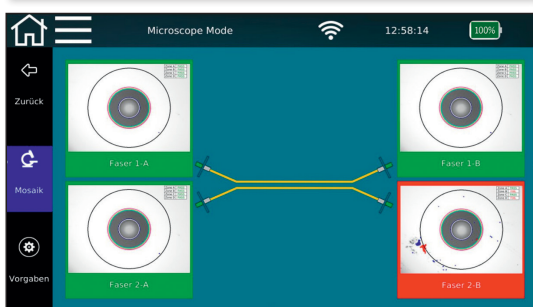 Microscope Mode
12:58:14
100%
Zurück
Mosaik
Vorgaben
Faser 1-A
Faser 1-B
Faser 2-A
Faser 2-B